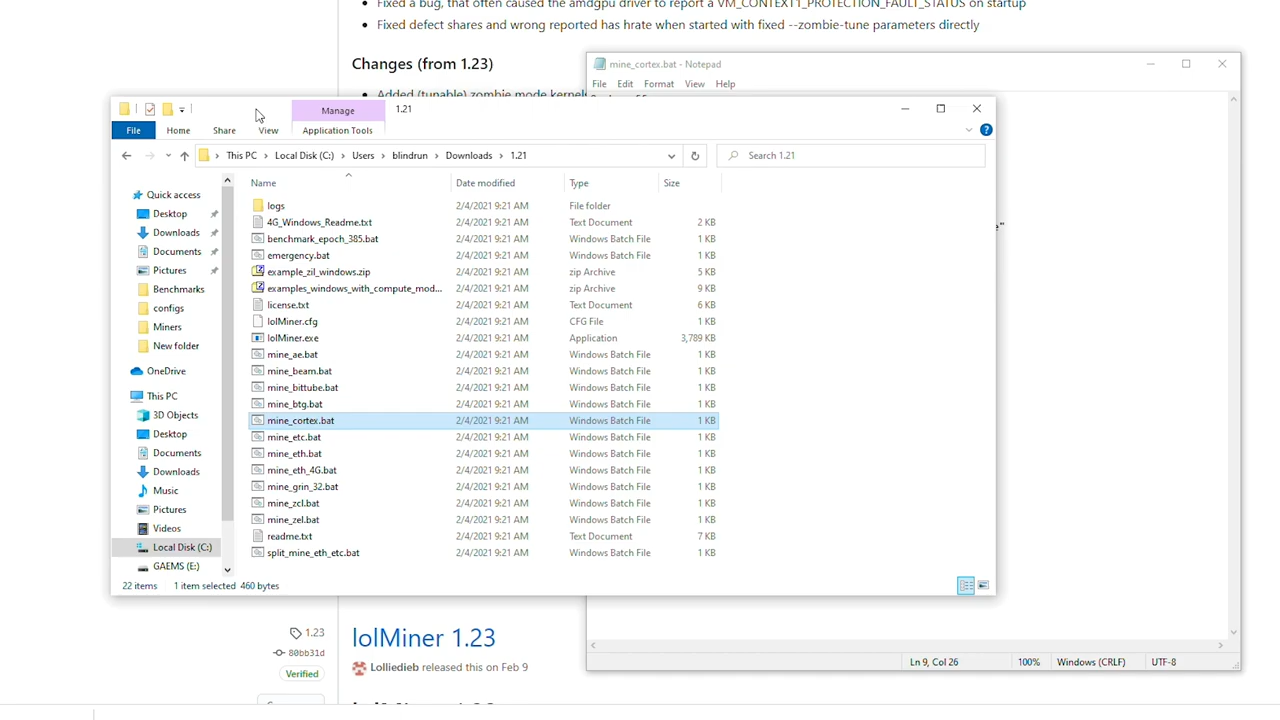 Fixed a bug, that often caused the amdgpu driver to report a VM_CONTEXT1_PROTECTION_FAULT_STATUS on startup
Fixed defect shares and wrong reported has hrate when started with fixed --zombie-tune parameters directly
Changes (from 1.23)
Added (tunable) zombie mode kernels
mine_cortex.bat - Notepad
File Edit Format View Help
Manage
1.21
File Home Share View Application Tools
This PC Local Disk (C:) Users blindrun Downloads 1.21
Search 1.21
Name Date modified Type Size
Quick access
Desktop
Downloads
Documents
Pictures
Benchmarks
configs
Miners
New folder
OneDrive
This PC
3D Objects
Desktop
Documents
Downloads
Music
Pictures
Videos
Local Disk (C:)
GAEMS (E:)
logs 2/4/2021 9:21 AM File folder
4G_Windows_Readme.txt 2/4/2021 9:21 AM Text Document 2 KB
benchmark_epoch_385.bat 2/4/2021 9:21 AM Windows Batch File 1 KB
emergency.bat 2/4/2021 9:21 AM Windows Batch File 1 KB
example_zil_windows.zip 2/4/2021 9:21 AM zip Archive 5 KB
examples_windows_with_compute_mod... 2/4/2021 9:21 AM zip Archive 9 KB
license.txt 2/4/2021 9:21 AM Text Document 6 KB
lolMiner.cfg 2/4/2021 9:21 AM CFG File 1 KB
lolMiner.exe 2/4/2021 9:21 AM Application 3,789 KB
mine_ae.bat 2/4/2021 9:21 AM Windows Batch File 1 KB
mine_beam.bat 2/4/2021 9:21 AM Windows Batch File 1 KB
mine_bittube.bat 2/4/2021 9:21 AM Windows Batch File 1 KB
mine_btg.bat 2/4/2021 9:21 AM Windows Batch File 1 KB
mine_cortex.bat 2/4/2021 9:21 AM Windows Batch File 1 KB
mine_etc.bat 2/4/2021 9:21 AM Windows Batch File 1 KB
mine_eth.bat 2/4/2021 9:21 AM Windows Batch File 1 KB
mine_eth_4G.bat 2/4/2021 9:21 AM Windows Batch File 1 KB
mine_grin_32.bat 2/4/2021 9:21 AM Windows Batch File 1 KB
mine_zcl.bat 2/4/2021 9:21 AM Windows Batch File 1 KB
mine_zel.bat 2/4/2021 9:21 AM Windows Batch File 1 KB
readme.txt 2/4/2021 9:21 AM Text Document 7 KB
split_mine_eth_etc.bat 2/4/2021 9:21 AM Windows Batch File 1 KB
22 items 1 item selected 460 bytes
e"
1.23
80bb31d
Verified
lolMiner 1.23
Lolliedieb released this on Feb 9
Ln 9, Col 26 100% Windows (CRLF) UTF-8